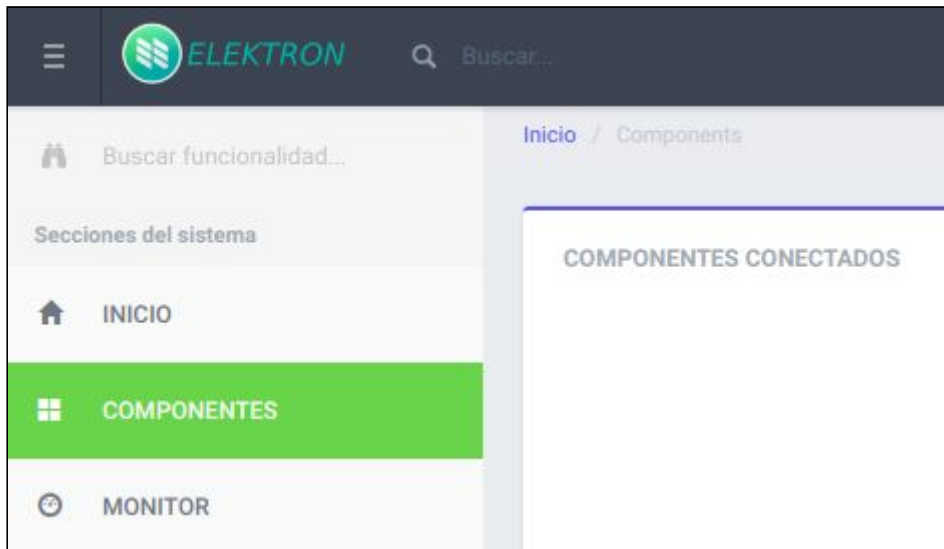 ELEKTRON
Buscar...
Buscar funcionalidad...
Secciones del sistema
INICIO
COMPONENTES
MONITOR
Inicio / Components
COMPONENTES CONECTADOS